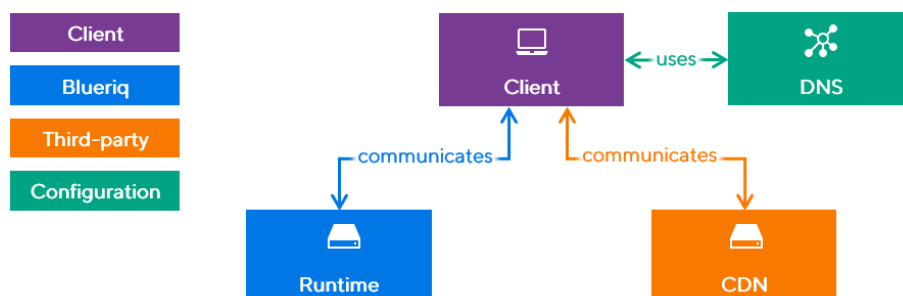 Client
Blueriq
Third-party
Configuration
Client
uses
DNS
communicates
communicates
Runtime
CDN